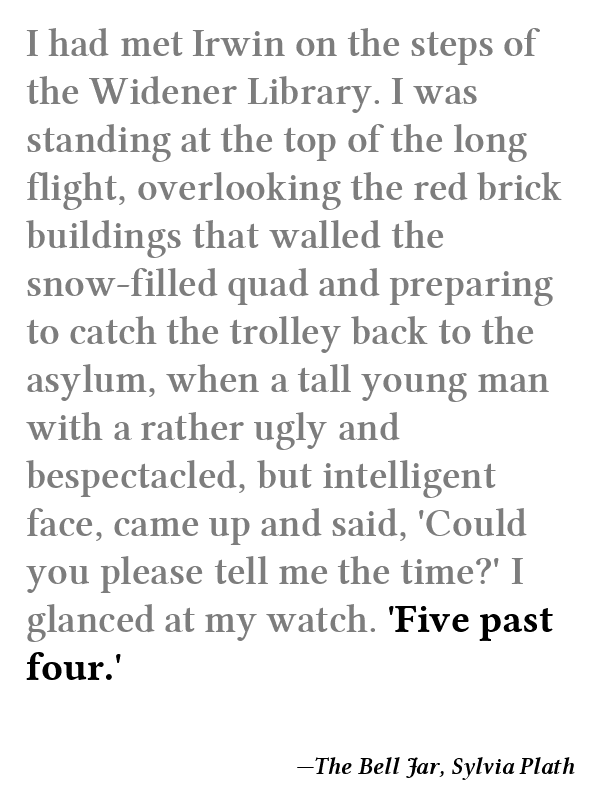 I had met Irwin on the steps of
the Widener Library. I was
standing at the top of the long
flight, overlooking the red brick
buildings that walled the
snow-filled quad and preparing
to catch the trolley back to the
asylum, when a tall young man
with a rather ugly and
bespectacled, but intelligent
face, came up and said, 'Could
you please tell me the time?' I
glanced at my watch. 'Five past
four.'
—The Bell Jar, Sylvia Plath